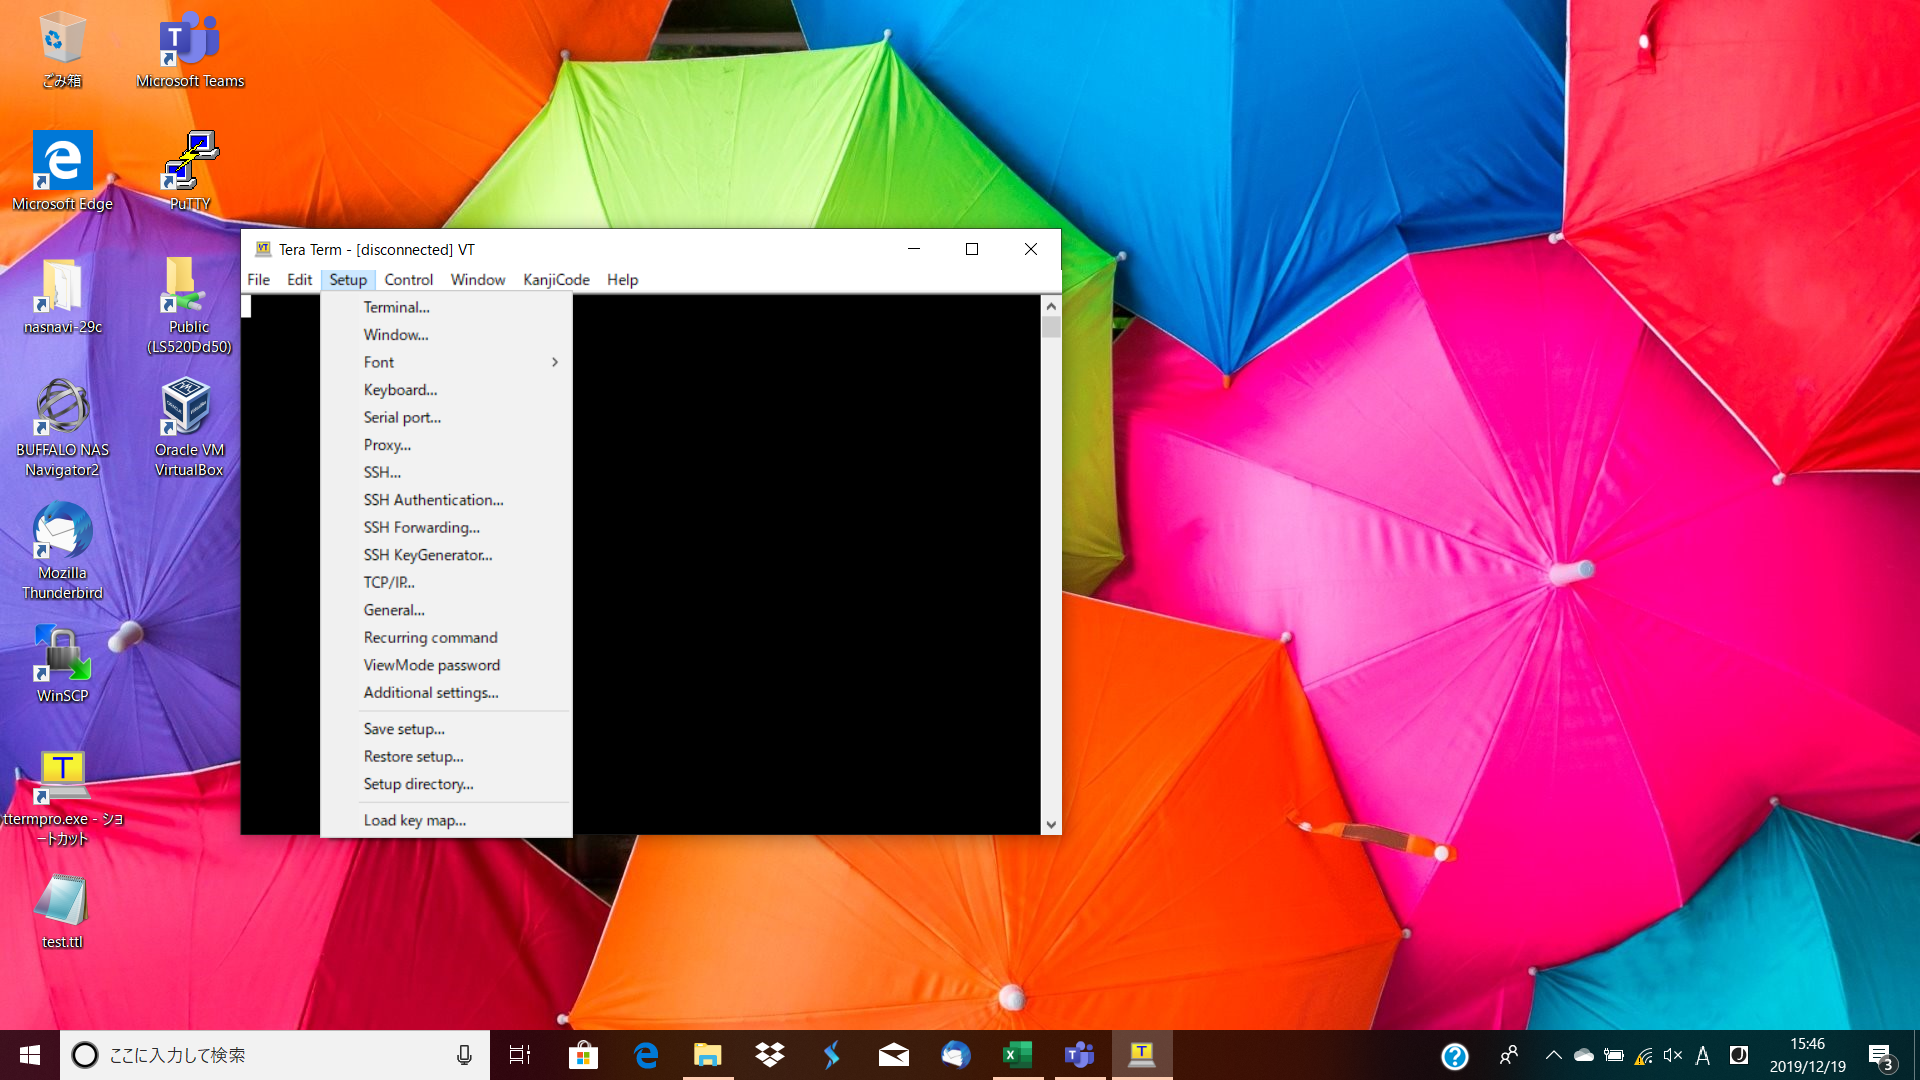 ごみ箱
Microsoft Teams
Microsoft Edge
PuTTY
nasnavi-29c
Public
(LS520Dd50)
BUFFALO NAS
Navigator2
Oracle VM
VirtualBox
Mozilla
Thunderbird
WinSCP
ttermpro.exe - ショ
ートカット
test.ttl
Tera Term - [disconnected] VT
File Edit Setup Control Window KanjiCode Help
Terminal...
Window...
Font
Keyboard...
Serial port...
Proxy...
SSH...
SSH Authentication...
SSH Forwarding...
SSH KeyGenerator...
TCP/IP...
General...
Recurring command
ViewMode password
Additional settings...
Save setup...
Restore setup...
Setup directory...
Load key map...
ここに入力して検索
A
15:46
2019/12/19
3